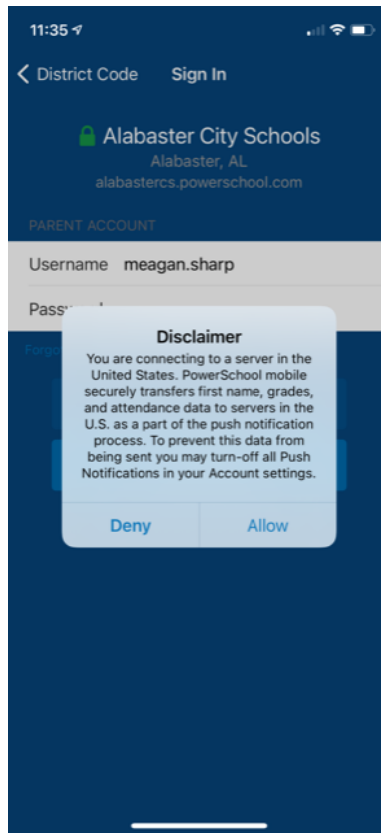 11:35
District Code Sign In
Alabaster City Schools
Alabaster, AL
alabastercs.powerschool.com
PARENT ACCOUNT
Username meagan.sharp
Disclaimer
You are connecting to a server in the
United States. PowerSchool mobile
securely transfers first name, grades,
and attendance data to servers in the
U.S. as a part of the push notification
process. To prevent this data from
being sent you may turn-off all Push
Notifications in your Account settings.
Deny Allow